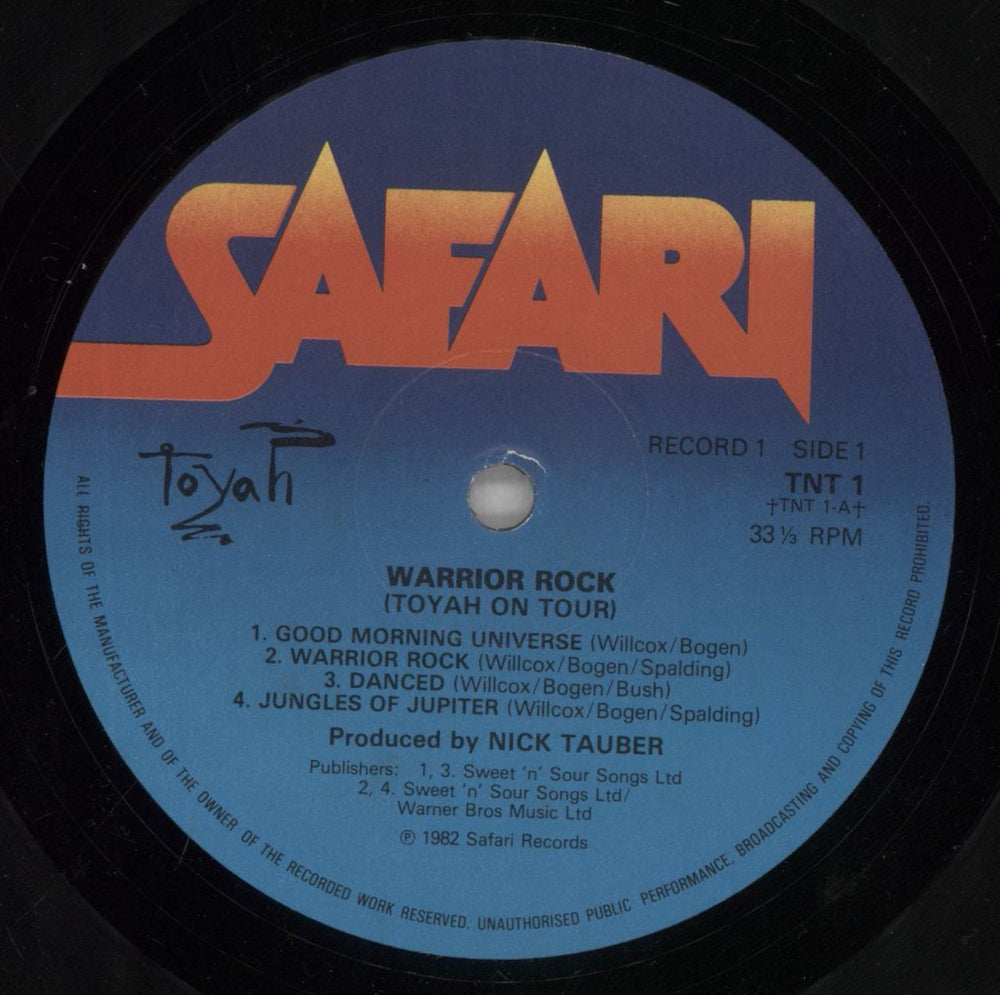 SAFARI
toyah
RECORD 1 SIDE 1
TNT 1
†TNT 1-A†
33⅓ RPM
WARRIOR ROCK
(TOYAH ON TOUR)
1. GOOD MORNING UNIVERSE (Willcox/Bogen)
2. WARRIOR ROCK (Willcox/Bogen/Spalding)
3. DANCED (Willcox/Bogen/Bush)
4. JUNGLES OF JUPITER (Willcox/Bogen/Spalding)
Produced by NICK TAUBER
Publishers: 1, 3. Sweet 'n' Sour Songs Ltd
2, 4. Sweet 'n' Sour Songs Ltd/
Warner Bros Music Ltd
℗ 1982 Safari Records
ALL RIGHTS OF THE MANUFACTURER AND OF THE OWNER OF THE RECORDED WORK RESERVED. UNAUTHORISED PUBLIC PERFORMANCE, BROADCASTING AND COPYING OF THIS RECORD PROHIBITED.